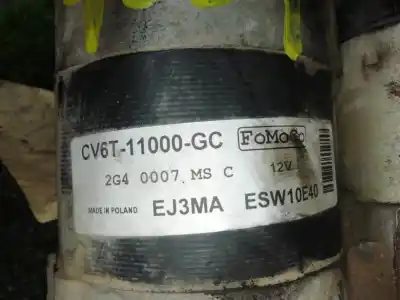 CV6T-11000-GC FoMoCo
2G4 0007. MS C 12V
MADE IN POLAND EJ3MA ESW10E40